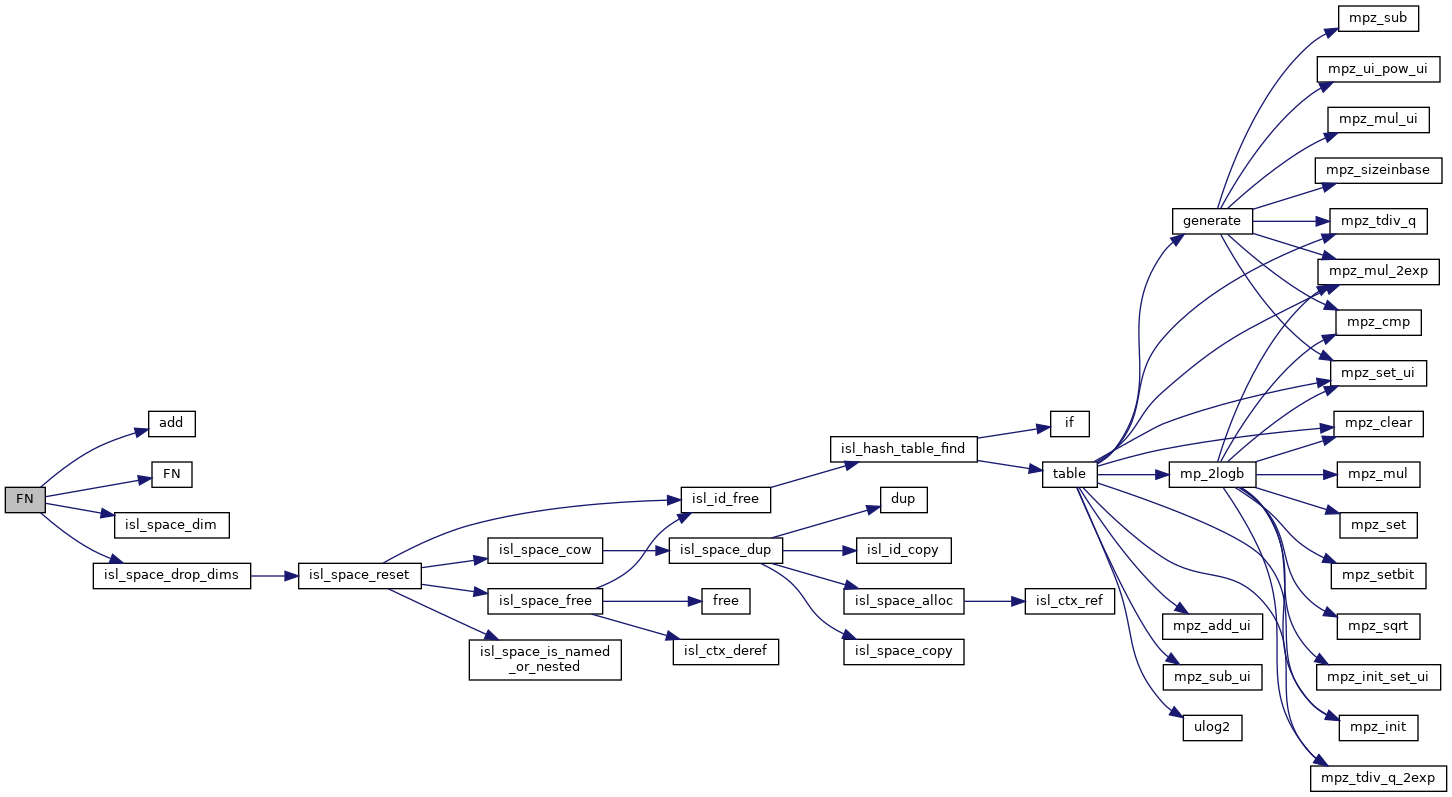 FN
add
FN
isl_space_dim
isl_space_drop_dims
isl_space_reset
isl_space_cow
isl_space_free
isl_space_is_named
_or_nested
isl_id_free
isl_space_dup
free
isl_ctx_deref
isl_hash_table_find
dup
isl_id_copy
isl_space_alloc
isl_space_copy
if
table
isl_ctx_ref
generate
mp_2logb
mpz_add_ui
mpz_sub_ui
ulog2
mpz_sub
mpz_ui_pow_ui
mpz_mul_ui
mpz_sizeinbase
mpz_tdiv_q
mpz_mul_2exp
mpz_cmp
mpz_set_ui
mpz_clear
mpz_mul
mpz_set
mpz_setbit
mpz_sqrt
mpz_init_set_ui
mpz_init
mpz_tdiv_q_2exp